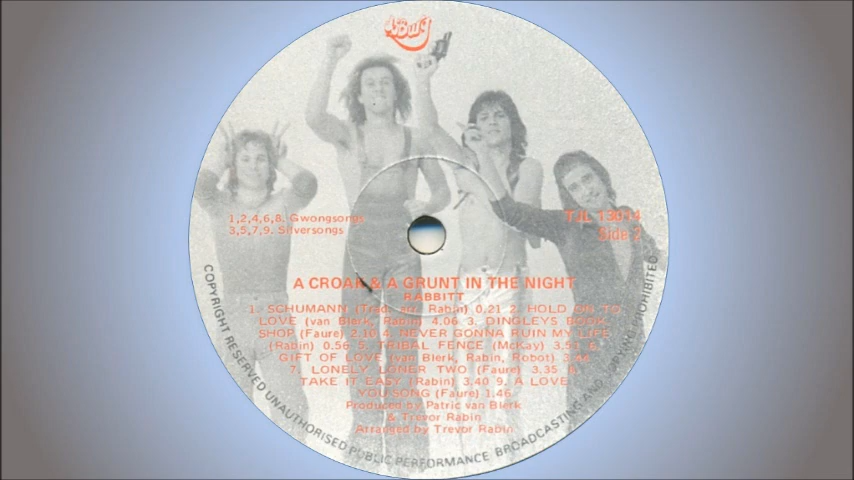 Jo'Burg
1,2,4,6,8. Gwongsongs
3,5,7,9. Silversongs
TJL 13014
Side 2
A CROAK & A GRUNT IN THE NIGHT
RABBITT
1. SCHUMANN (Trad. arr. Rabin) 0.21 2. HOLD ON TO
LOVE (van Blerk, Rabin) 4.06 3. DINGLEYS BOOK
SHOP (Faure) 2.10 4. NEVER GONNA RUIN MY LIFE
(Rabin) 0.56 5. TRIBAL FENCE (McKay) 3.51 6.
GIFT OF LOVE (van Blerk, Rabin, Robot) 3.44
7. LONELY LONER TWO (Faure) 3.35 8.
TAKE IT EASY (Rabin) 3.40 9. A LOVE
YOU SONG (Faure) 1.46
Produced by Patric van Blerk
& Trevor Rabin
Arranged by Trevor Rabin
COPYRIGHT RESERVED UNAUTHORISED PUBLIC PERFORMANCE BROADCASTING AND COPYING PROHIBITED